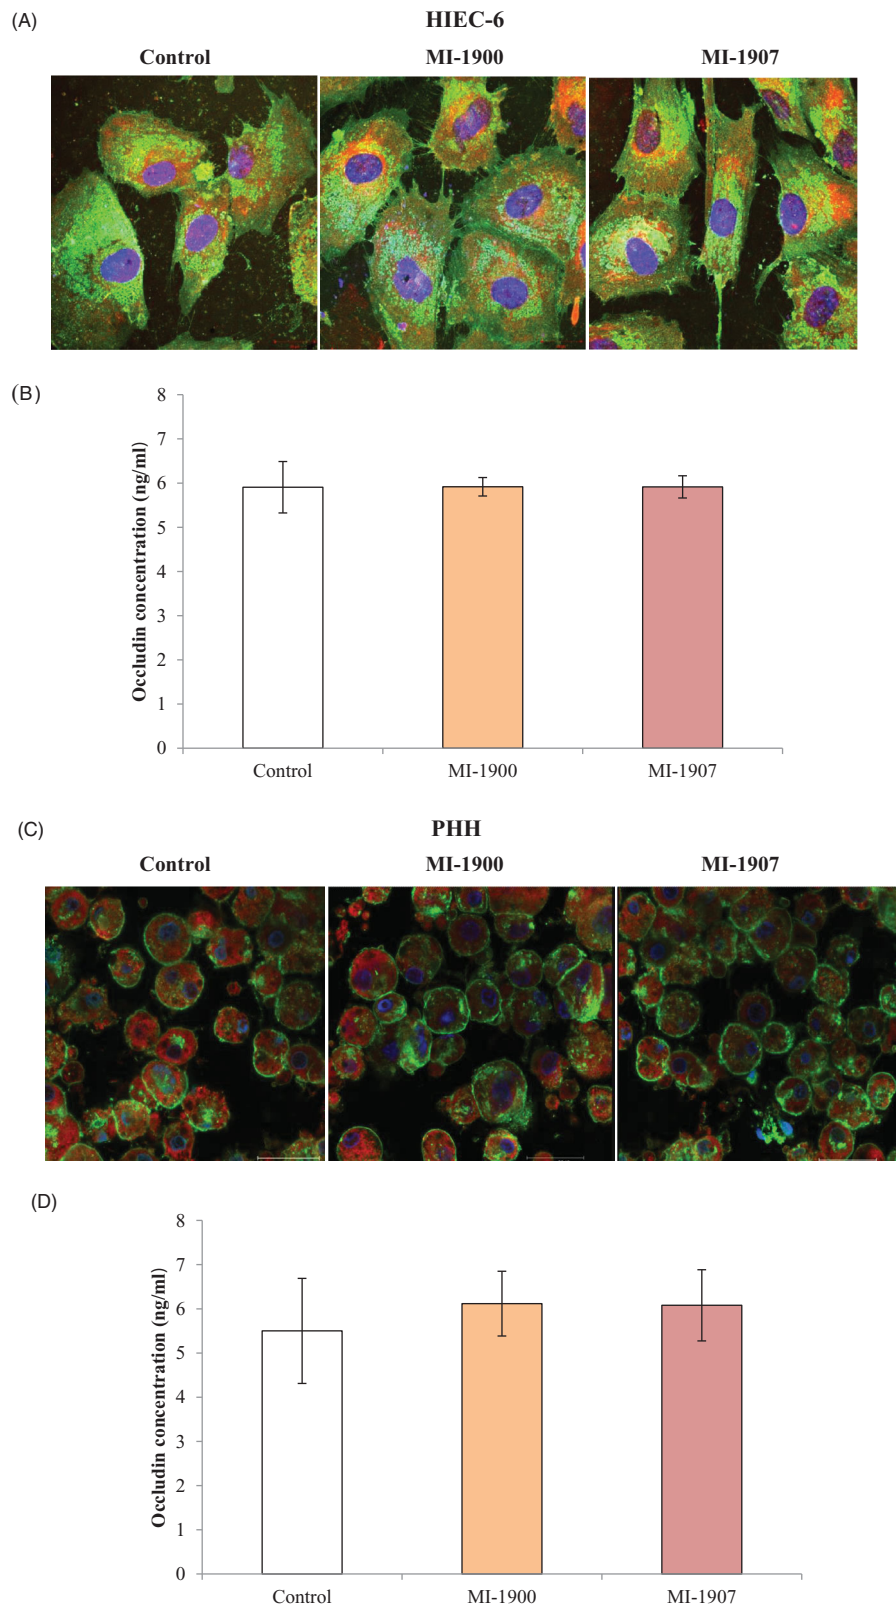 (A)
HIEC-6
Control MI-1900 MI-1907
(B)
8
7
6
5
4
3
2
1
0
Occludin concentration (ng/ml)
Control MI-1900 MI-1907
(C)
PHH
Control MI-1900 MI-1907
(D)
8
7
6
5
4
3
2
1
0
Occludin concentration (ng/ml)
Control MI-1900 MI-1907